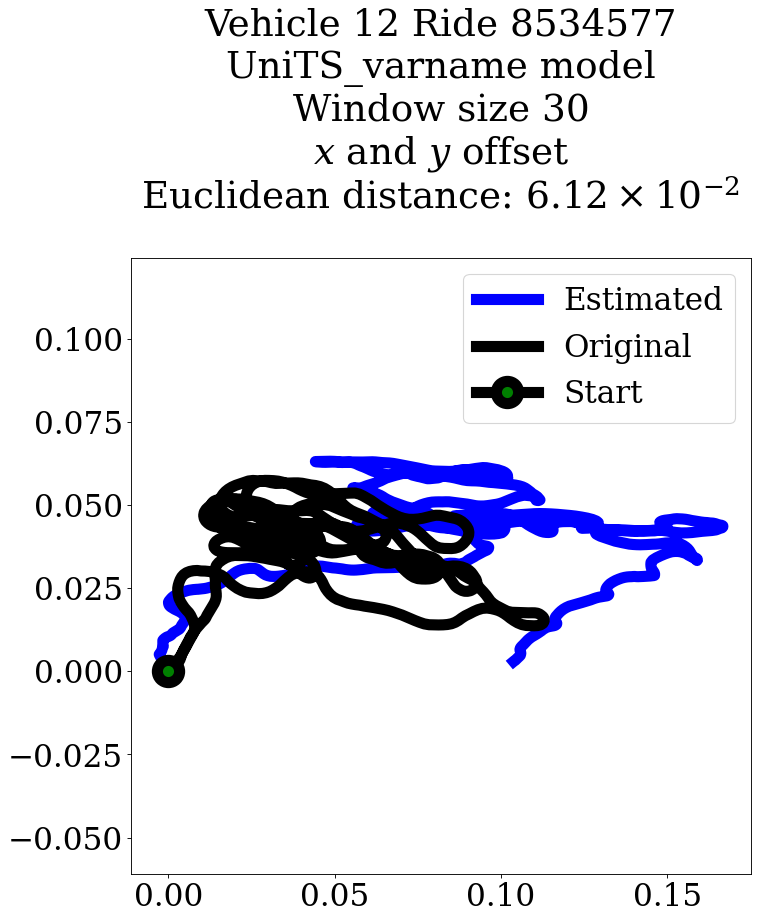 Vehicle 12 Ride 8534577
UniTS_varname model
Window size 30
x and y offset
Euclidean distance: 6.12 × 10⁻²
Estimated
Original
Start
0.100
0.075
0.050
0.025
0.000
−0.025
−0.050
0.00 0.05 0.10 0.15